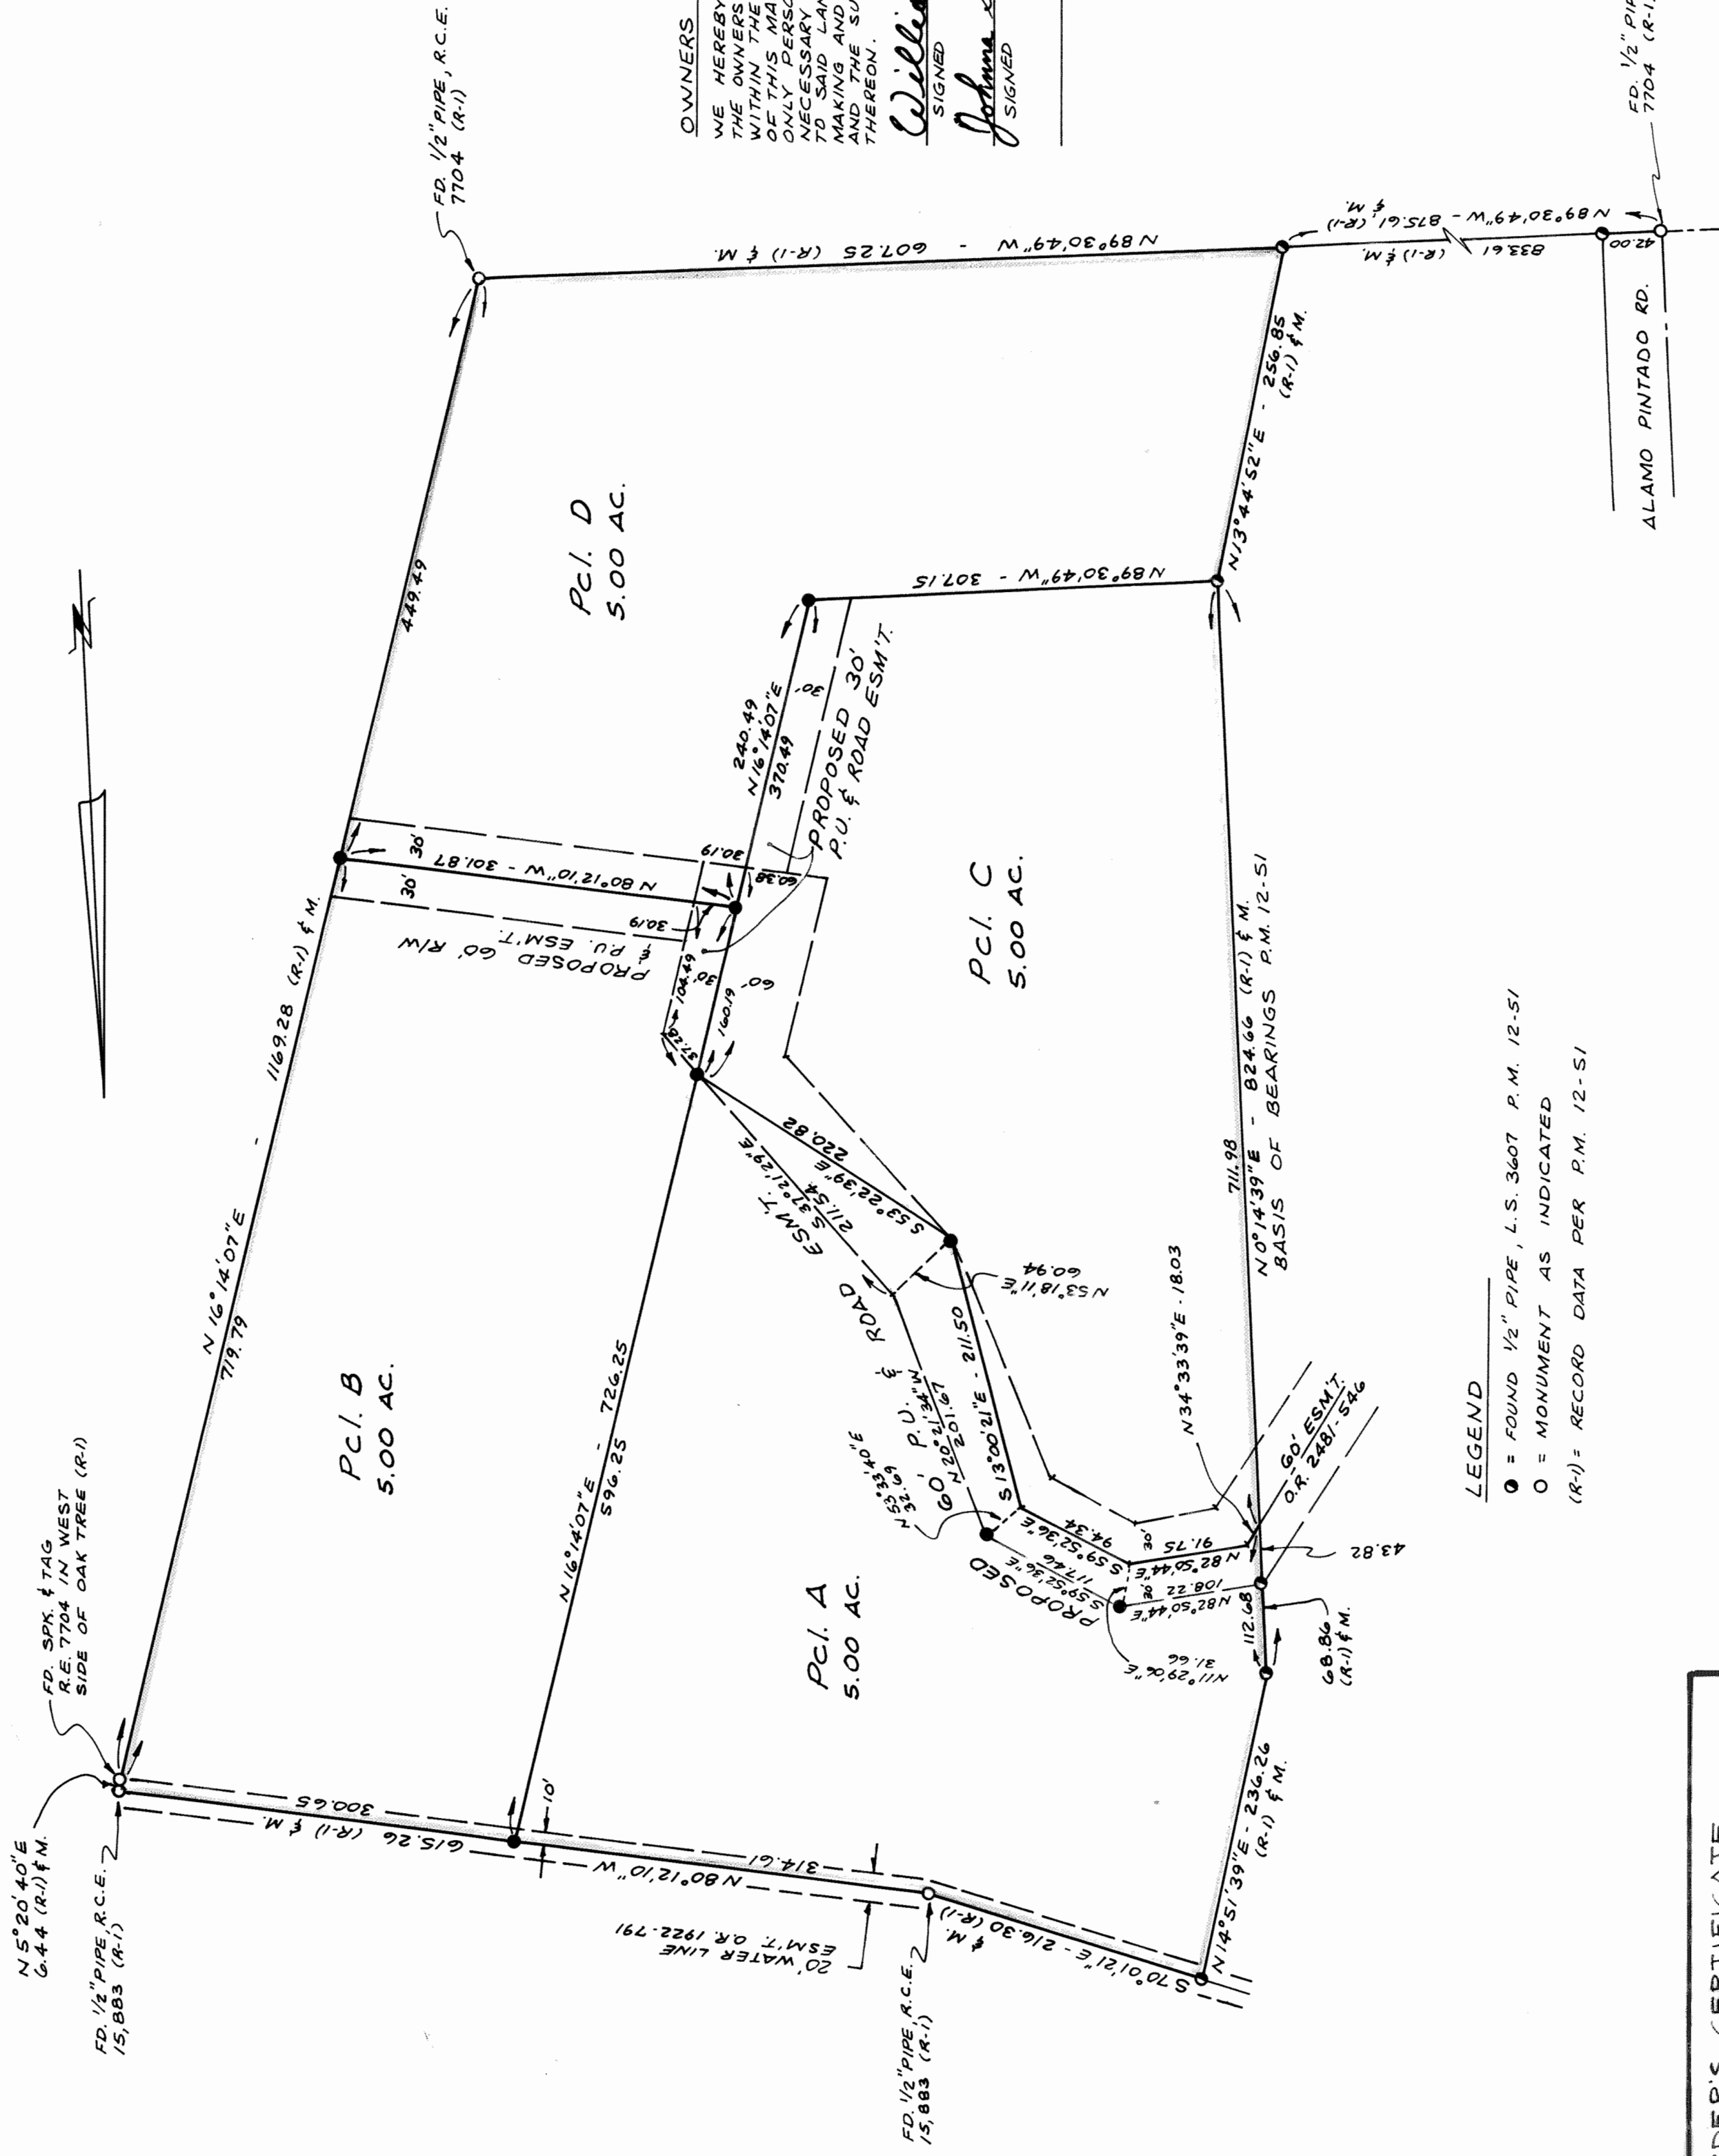 FD. 1/2" PIPE, R.C.E.
7704 (R-1)
OWNERS
WE HEREBY
THE OWNERS
WITHIN THE
OF THIS MA
ONLY PERSO
NECESSARY
TO SAID LAN
MAKING AND
AND THE SU
THEREON.
SIGNED
SIGNED
FD. 1/2" PIP
7704 (R-1)
N 89°30'49" W - 607.25 (R-1) & M.
N 89°30'49" W - 875.61 (R-1)
& M.
833.61 (R-1) & M.
42.00
ALAMO PINTADO RD.
N 13°44'52" E - 256.85
(R-1) & M.
449.49
Pcl. D
5.00 AC.
N 89°30'49" W - 307.15
240.49
N 16°14'07" E
370.49
30'
PROPOSED 30'
P.U. & ROAD ESM'T.
30'
30'
N 80°12'10" W - 301.87
PROPOSED 60' R/W
& P.U. ESM'T.
30.19
30.19
60.38
104.49
30'
60'
160.19
37.28
1169.28 (R-1) & M.
N 16°14'07" E
719.79
Pcl. B
5.00 AC.
Pcl. C
5.00 AC.
S 53°22'39" E
220.82
S 37°21'29" E
211.54
60' P.U. & ROAD ESM'T.
N 53°18'11" E
60.94
N 16°14'07" E - 726.25
596.25
S 13°00'21" E - 211.50
N 20°21'34" W
201.67
N 53°33'40" E
32.69
PROPOSED
S 59°52'36" E
117.46
S 59°52'36" E
94.34
30'
30'
N 82°50'44" E
91.75
N 82°50'44" E
108.22
N 11°29'06" E
31.66
N 34°33'39" E - 18.03
60' ESM'T.
O.R. 2481-546
711.98
N 0°14'39" E - 824.66 (R-1) & M.
BASIS OF BEARINGS P.M. 12-51
43.82
112.68
68.86
(R-1) & M.
Pcl. A
5.00 AC.
N 14°51'39" E - 236.26
(R-1) & M.
FD. SPK. & TAG
R.E. 7704 IN WEST
SIDE OF OAK TREE (R-1)
N 5°20'40" E
6.44 (R-1) & M.
FD. 1/2" PIPE, R.C.E.
15,883 (R-1)
300.65
615.26 (R-1) & M.
10'
N 80°12'10" W
314.61
20' WATER LINE
ESM'T. O.R. 1922-791
FD. 1/2" PIPE, R.C.E.
15,883 (R-1)
S 70°01'21" E - 216.30 (R-1)
& M.
LEGEND
= FOUND 1/2" PIPE, L.S. 3607 P.M. 12-51
O = MONUMENT AS INDICATED
(R-1) = RECORD DATA PER P.M. 12-51
DER'S CERTIFICATE